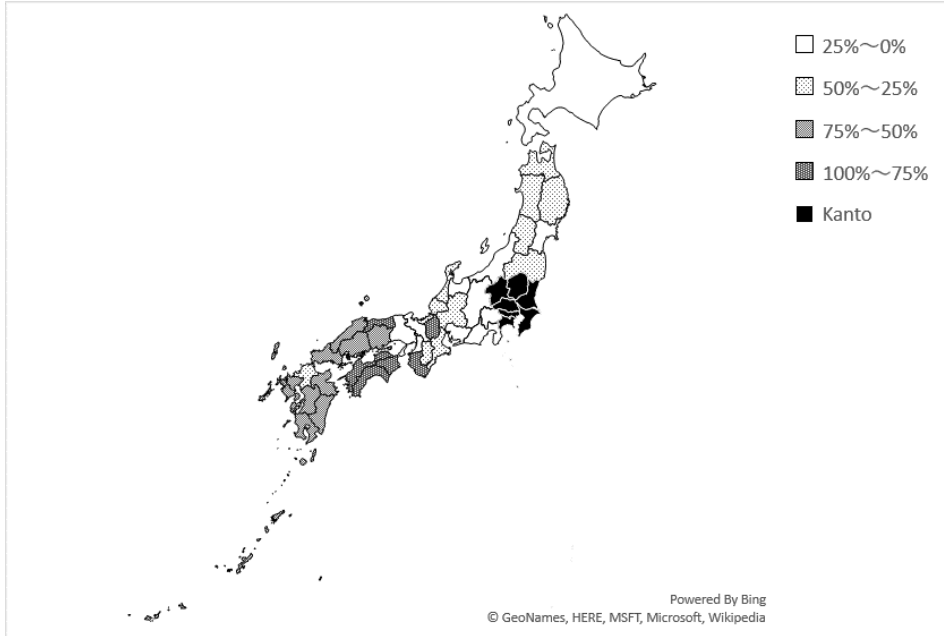 25%～0%
50%～25%
75%～50%
100%～75%
Kanto
Powered By Bing
© GeoNames, HERE, MSFT, Microsoft, Wikipedia